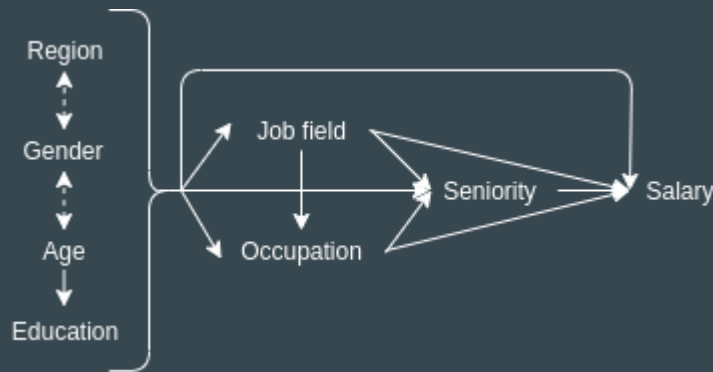 Region
Gender
Age
Education
Job field
Occupation
Seniority
Salary